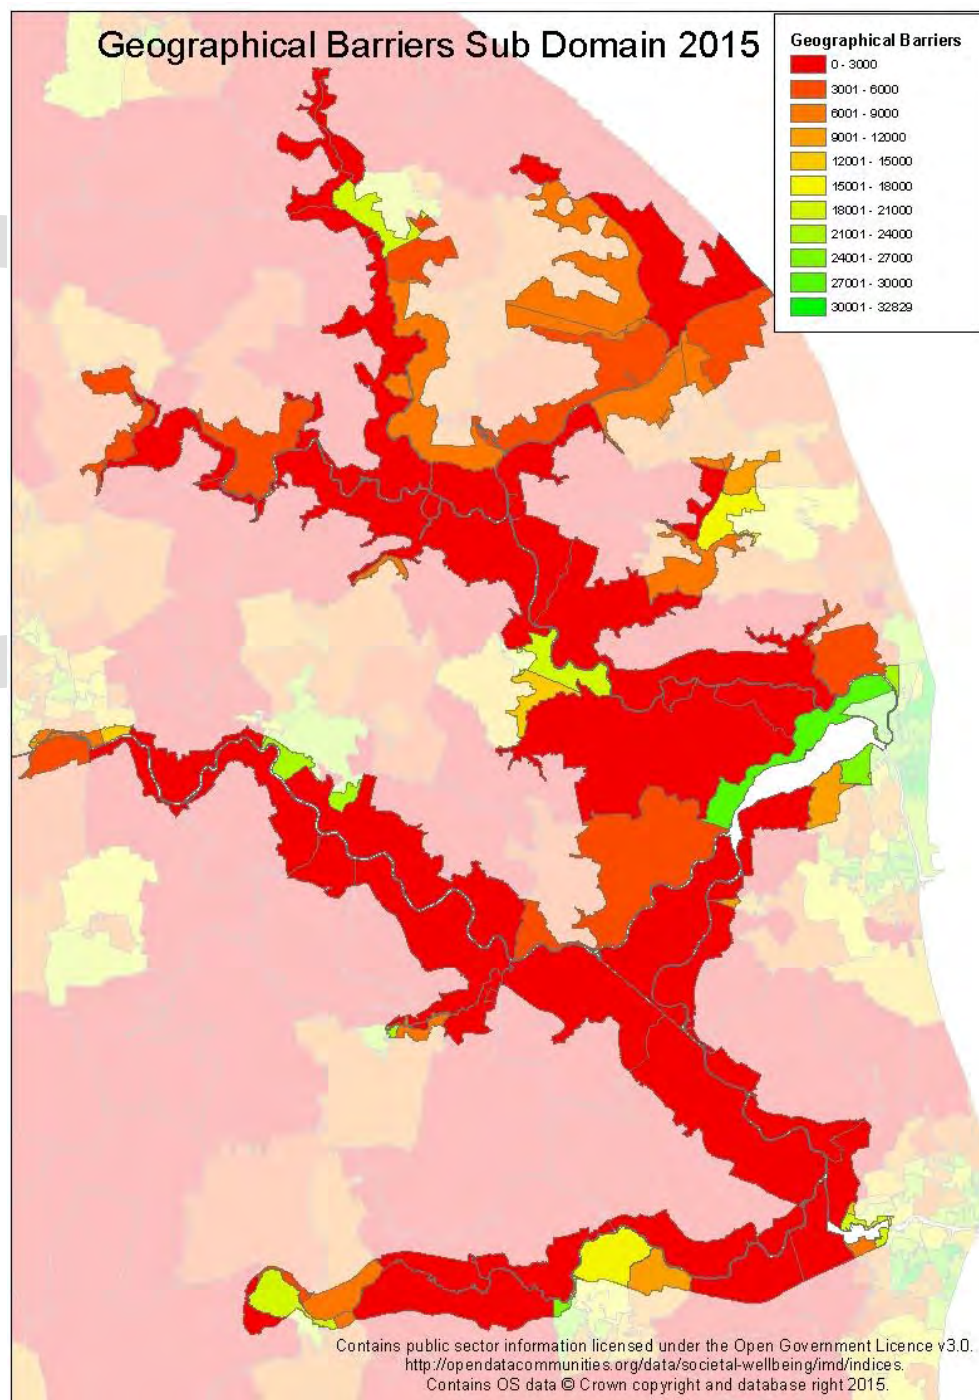 Geographical Barriers Sub Domain 2015
Geographical Barriers
0 - 3000
3001 - 6000
6001 - 9000
9001 - 12000
12001 - 15000
15001 - 18000
18001 - 21000
21001 - 24000
24001 - 27000
27001 - 30000
30001 - 32829
Contains public sector information licensed under the Open Government Licence v3.0.
http://opendatacommunities.org/data/societal-wellbeing/imd/indices.
Contains OS data © Crown copyright and database right 2015.